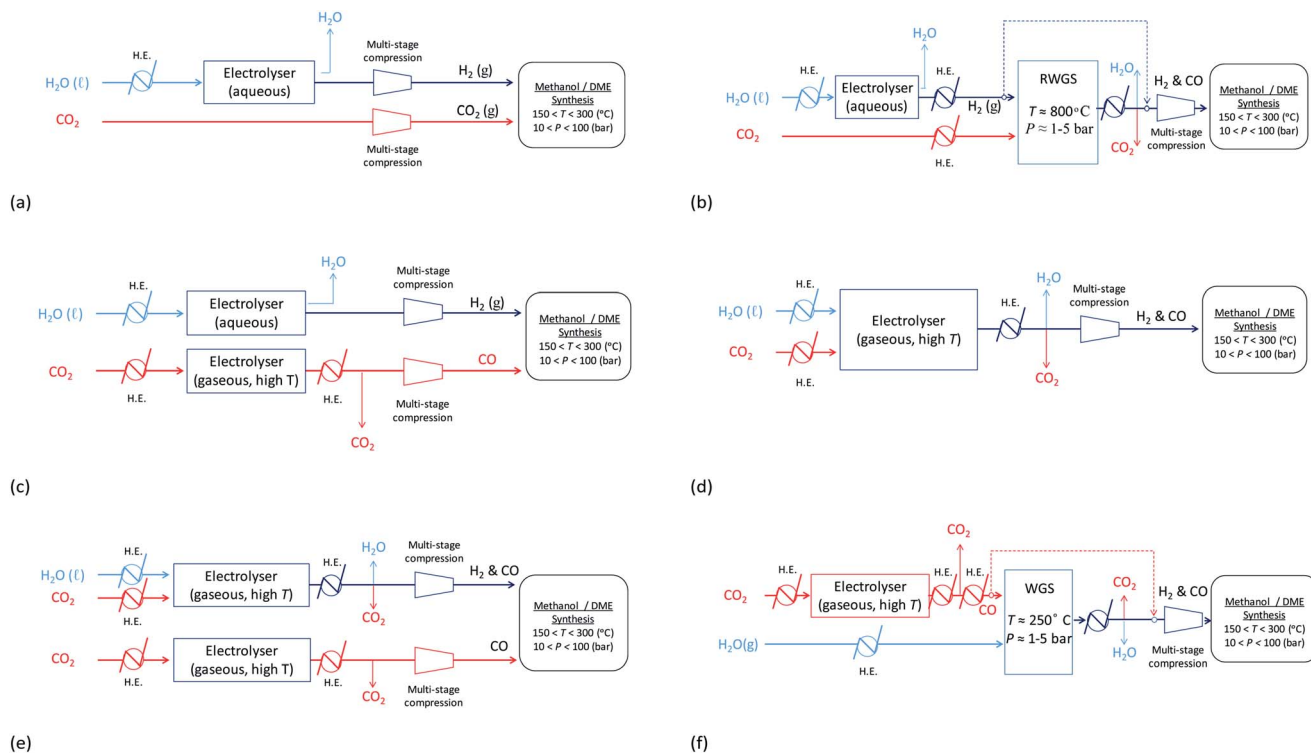 H₂O
Multi-stage
compression
H.E.
H₂O (ℓ)
Electrolyser
(aqueous)
H₂ (g)
CO₂
CO₂ (g)
Multi-stage
compression
Methanol / DME
Synthesis
150 < T < 300 (°C)
10 < P < 100 (bar)
(a)
H₂O
H.E.
H.E.
H₂O (ℓ)
Electrolyser
(aqueous)
H₂ (g)
CO₂
H.E.
RWGS
T ≈ 800°C
P ≈ 1-5 bar
H₂O
CO₂
H₂ & CO
Multi-stage
compression
Methanol / DME
Synthesis
150 < T < 300 (°C)
10 < P < 100 (bar)
(b)
H₂O
Multi-stage
compression
H.E.
H₂O (ℓ)
Electrolyser
(aqueous)
H₂ (g)
CO₂
H.E.
Electrolyser
(gaseous, high T)
H.E.
CO₂
CO
Multi-stage
compression
Methanol / DME
Synthesis
150 < T < 300 (°C)
10 < P < 100 (bar)
(c)
H.E.
H₂O (ℓ)
CO₂
H.E.
Electrolyser
(gaseous, high T)
H.E.
H₂O
CO₂
Multi-stage
compression
H₂ & CO
Methanol / DME
Synthesis
150 < T < 300 (°C)
10 < P < 100 (bar)
(d)
H.E.
H₂O (ℓ)
CO₂
Electrolyser
(gaseous, high T)
H.E.
H₂O
CO₂
Multi-stage
compression
H₂ & CO
CO₂
H.E.
Electrolyser
(gaseous, high T)
H.E.
CO₂
CO
Multi-stage
compression
Methanol / DME
Synthesis
150 < T < 300 (°C)
10 < P < 100 (bar)
(e)
CO₂
H.E.
CO₂
Electrolyser
(gaseous, high T)
H.E.
H.E.
CO
H₂O(g)
H.E.
WGS
T ≈ 250° C
P ≈ 1-5 bar
CO₂
H₂O
H₂ & CO
Multi-stage
compression
Methanol / DME
Synthesis
150 < T < 300 (°C)
10 < P < 100 (bar)
(f)